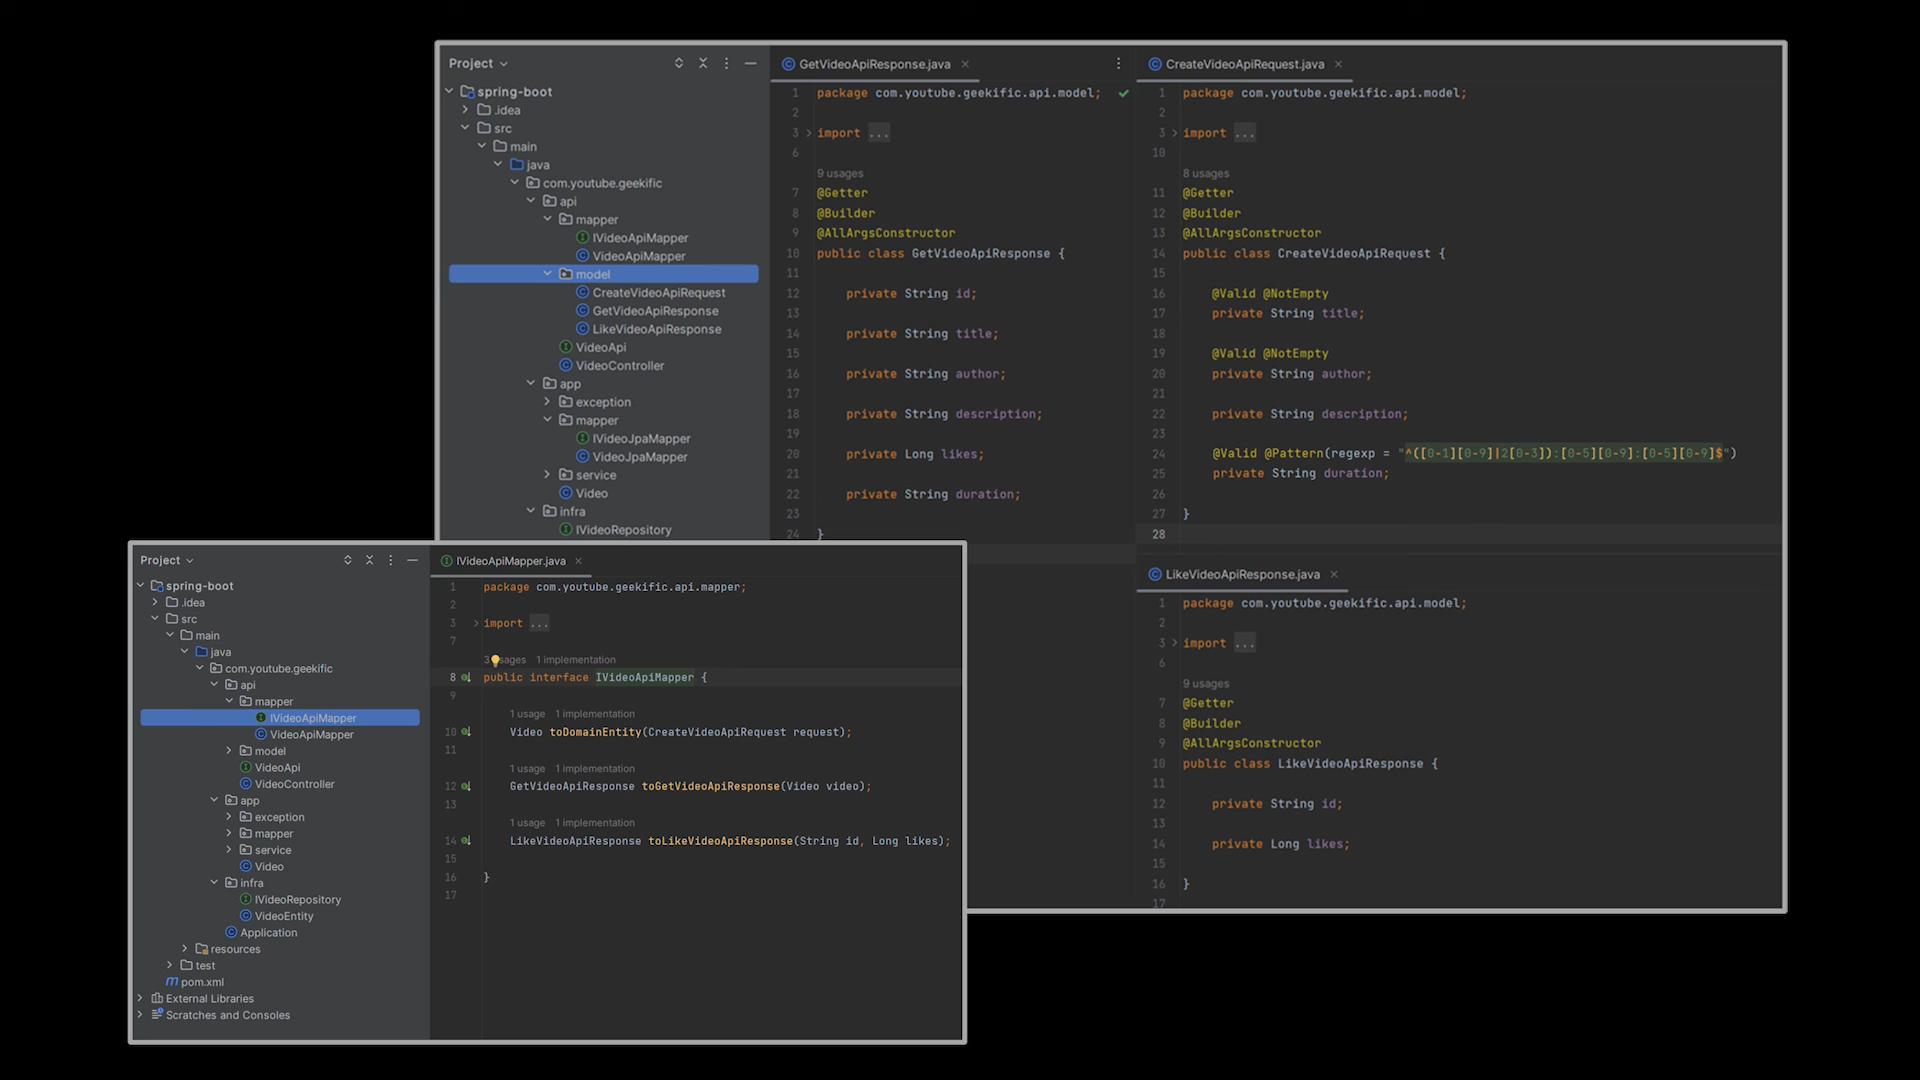 Project
spring-boot
.idea
src
main
java
com.youtube.geekific
api
mapper
IVideoApiMapper
VideoApiMapper
model
CreateVideoApiRequest
GetVideoApiResponse
LikeVideoApiResponse
VideoApi
VideoController
app
exception
mapper
IVideoJpaMapper
VideoJpaMapper
service
Video
infra
IVideoRepository
GetVideoApiResponse.java
1 package com.youtube.geekific.api.model;
2
3 import ...
6
9 usages
7 @Getter
8 @Builder
9 @AllArgsConstructor
10 public class GetVideoApiResponse {
11
12 private String id;
13
14 private String title;
15
16 private String author;
17
18 private String description;
19
20 private Long likes;
21
22 private String duration;
23
24 }
CreateVideoApiRequest.java
1 package com.youtube.geekific.api.model;
2
3 import ...
10
8 usages
11 @Getter
12 @Builder
13 @AllArgsConstructor
14 public class CreateVideoApiRequest {
15
16 @Valid @NotEmpty
17 private String title;
18
19 @Valid @NotEmpty
20 private String author;
21
22 private String description;
23
24 @Valid @Pattern(regexp = "^([0-1][0-9]|2[0-3]):[0-5][0-9]:[0-5][0-9]$")
25 private String duration;
26
27 }
28
LikeVideoApiResponse.java
1 package com.youtube.geekific.api.model;
2
3 import ...
6
9 usages
7 @Getter
8 @Builder
9 @AllArgsConstructor
10 public class LikeVideoApiResponse {
11
12 private String id;
13
14 private Long likes;
15
16 }
17
Project
spring-boot
.idea
src
main
java
com.youtube.geekific
api
mapper
IVideoApiMapper
VideoApiMapper
model
VideoApi
VideoController
app
exception
mapper
service
Video
infra
IVideoRepository
VideoEntity
Application
resources
test
pom.xml
External Libraries
Scratches and Consoles
IVideoApiMapper.java
1 package com.youtube.geekific.api.mapper;
2
3 import ...
7
3 usages 1 implementation
8 public interface IVideoApiMapper {
9
1 usage 1 implementation
10 Video toDomainEntity(CreateVideoApiRequest request);
11
1 usage 1 implementation
12 GetVideoApiResponse toGetVideoApiResponse(Video video);
13
1 usage 1 implementation
14 LikeVideoApiResponse toLikeVideoApiResponse(String id, Long likes);
15
16 }
17